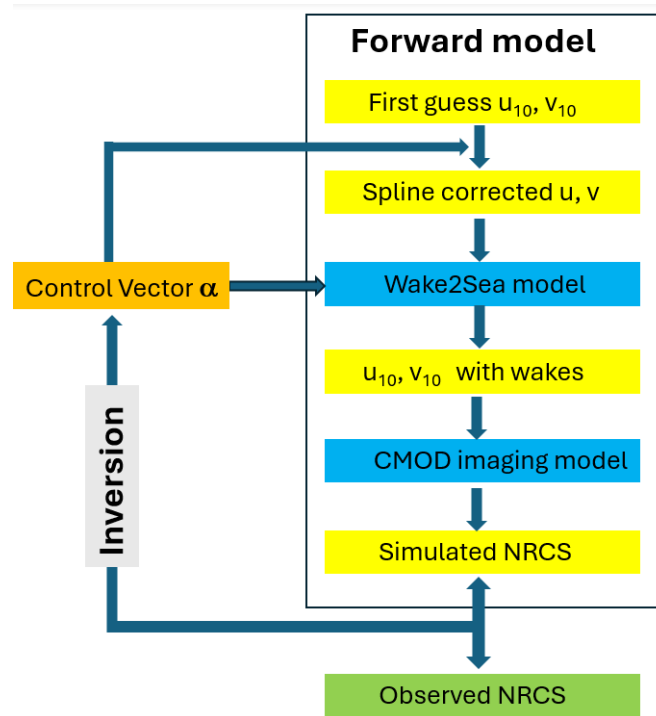 Forward model
First guess u₁₀, v₁₀
Spline corrected u, v
Control Vector α
Wake2Sea model
u₁₀, v₁₀ with wakes
CMOD imaging model
Inversion
Simulated NRCS
Observed NRCS